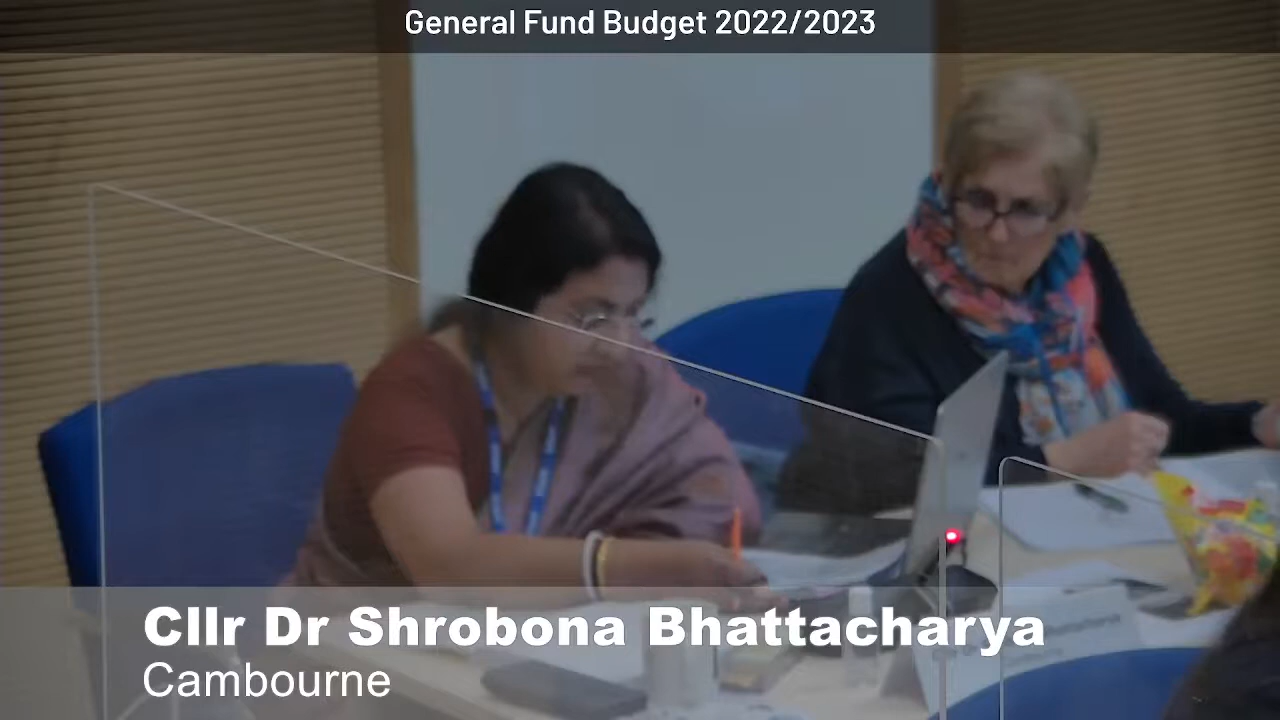 General Fund Budget 2022/2023
Cllr Dr Shrobona Bhattacharya
Cambourne